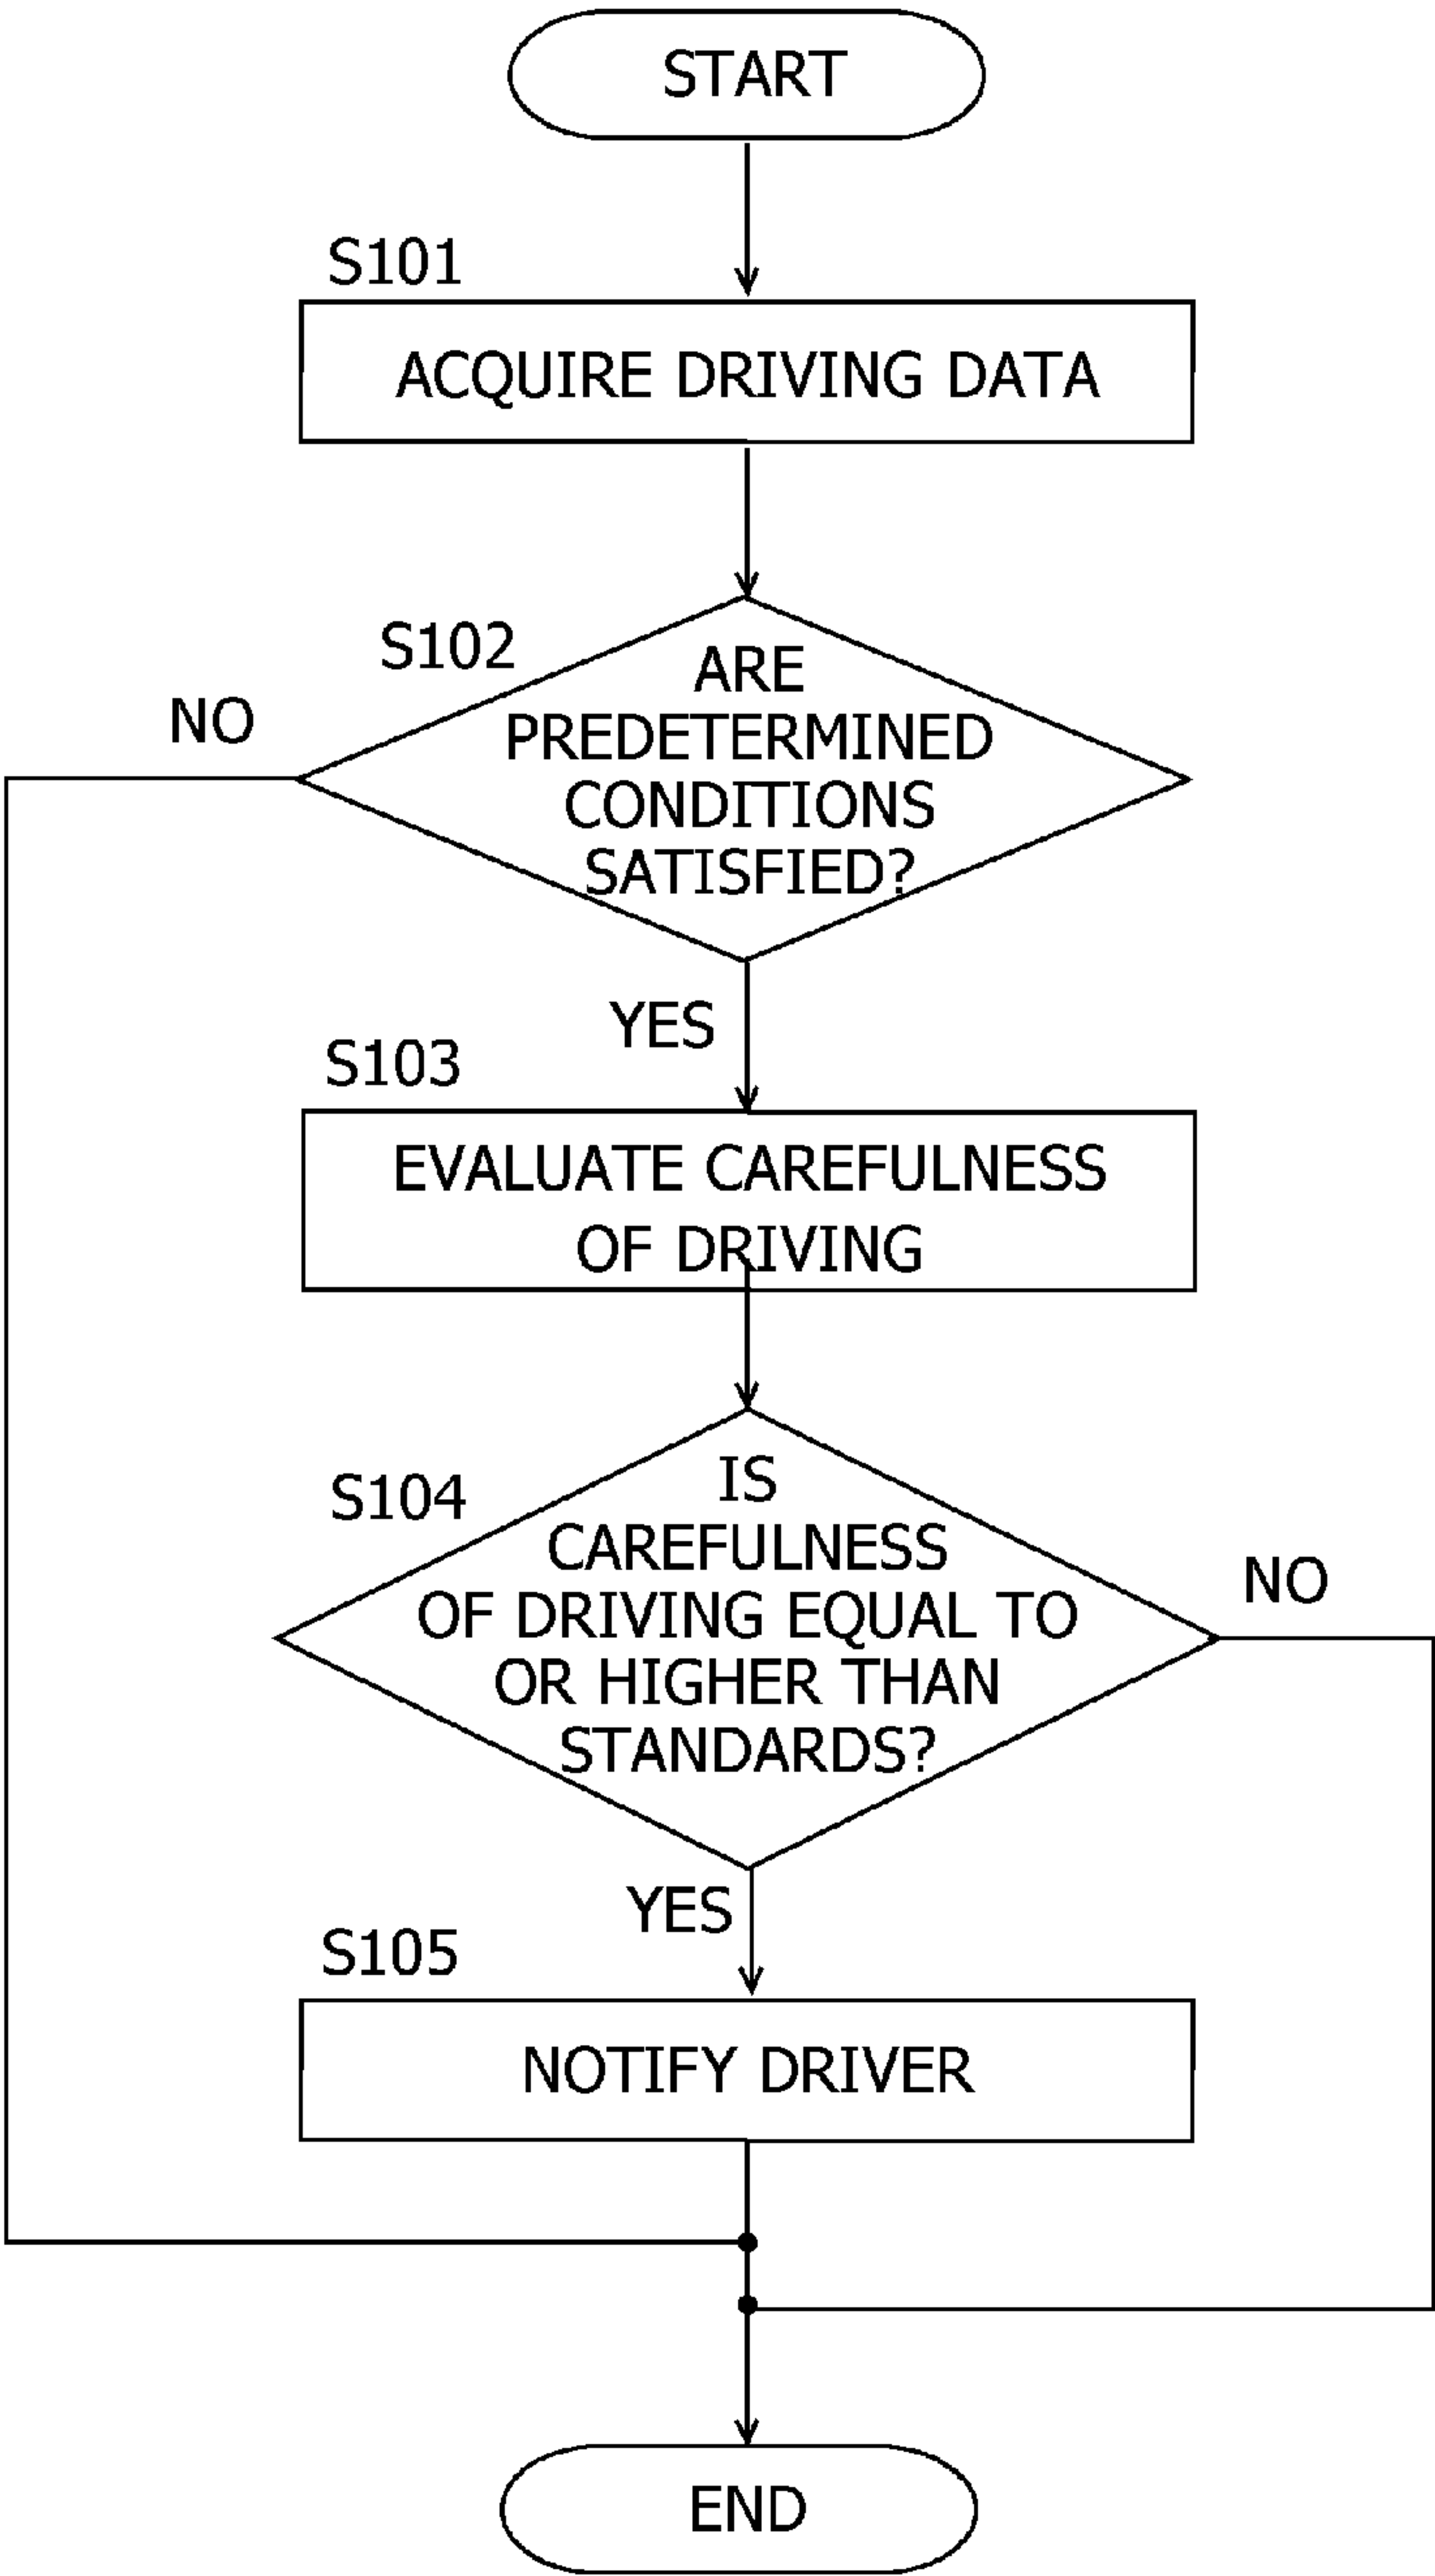 START
S101
ACQUIRE DRIVING DATA
S102
NO
ARE
PREDETERMINED
CONDITIONS
SATISFIED?
YES
S103
EVALUATE CAREFULNESS
OF DRIVING
S104
IS
CAREFULNESS
OF DRIVING EQUAL TO
OR HIGHER THAN
STANDARDS?
NO
YES
S105
NOTIFY DRIVER
END